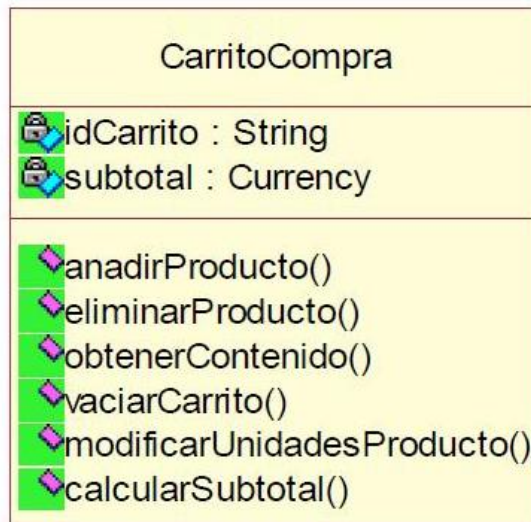 CarritoCompra
idCarrito : String
subtotal : Currency
anadirProducto()
eliminarProducto()
obtenerContenido()
vaciarCarrito()
modificarUnidadesProducto()
calcularSubtotal()